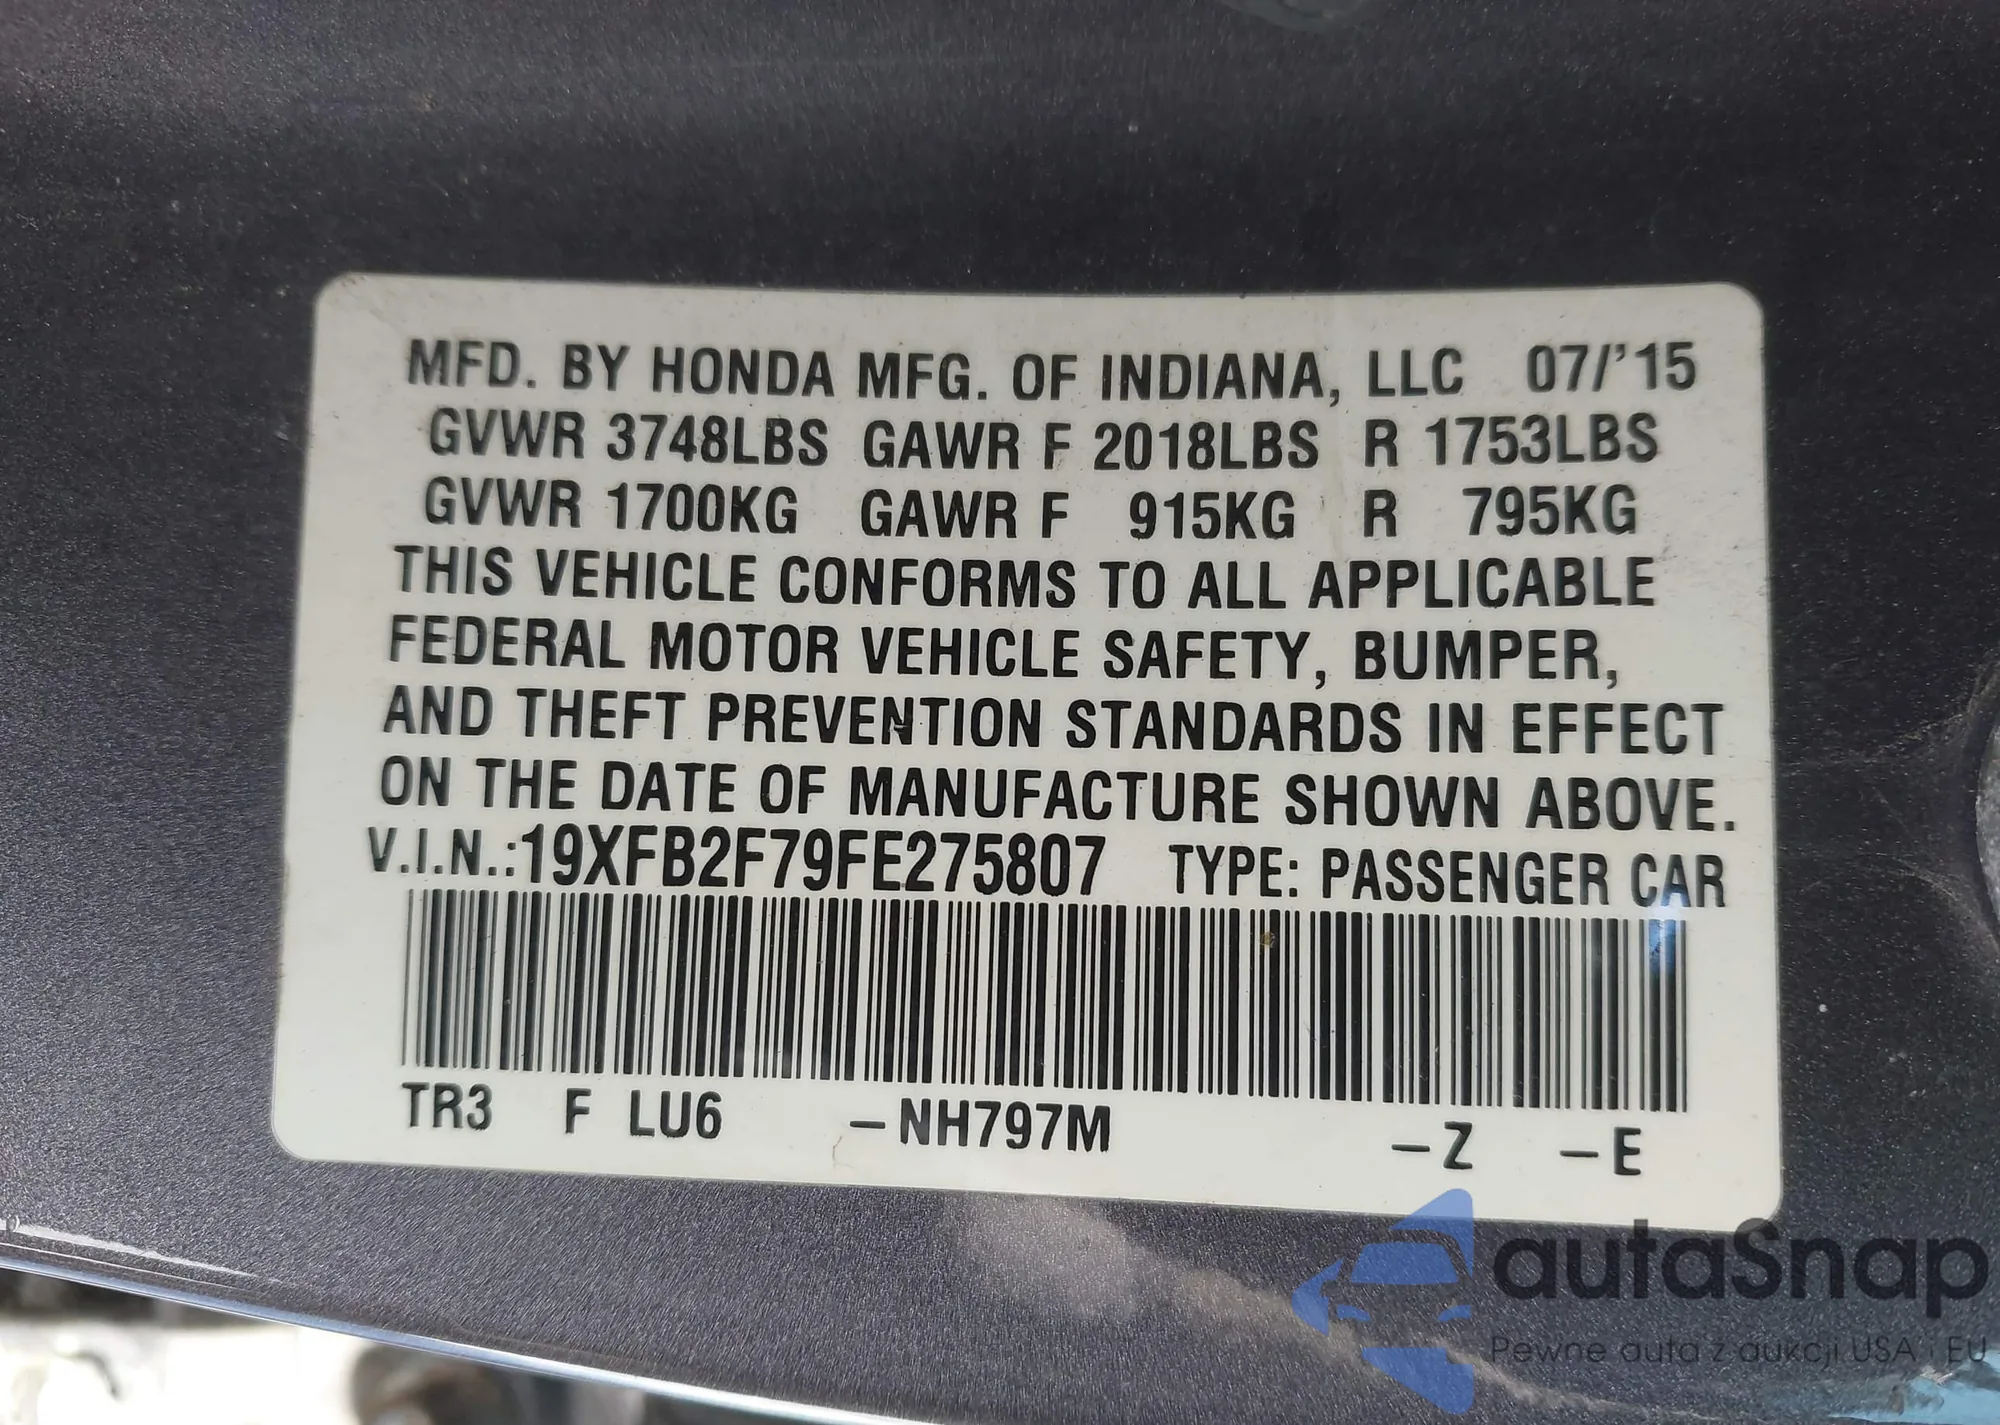 MFD. BY HONDA MFG. OF INDIANA, LLC 07/'15
GVWR 3748LBS GAWR F 2018LBS R 1753LBS
GVWR 1700KG GAWR F 915KG R 795KG
THIS VEHICLE CONFORMS TO ALL APPLICABLE
FEDERAL MOTOR VEHICLE SAFETY, BUMPER,
AND THEFT PREVENTION STANDARDS IN EFFECT
ON THE DATE OF MANUFACTURE SHOWN ABOVE.
V.I.N.:19XFB2F79FE275807 TYPE: PASSENGER CAR
TR3 F LU6 –NH797M –Z –E
autaSnap
Pewne auta z aukcji USA i EU